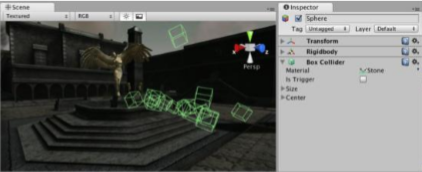 Scene
Textured RGB
Persp
Inspector
Sphere
Tag Untagged Layer Default
Transform
Rigidbody
Box Collider
Material Stone
Is Trigger
Size
Center